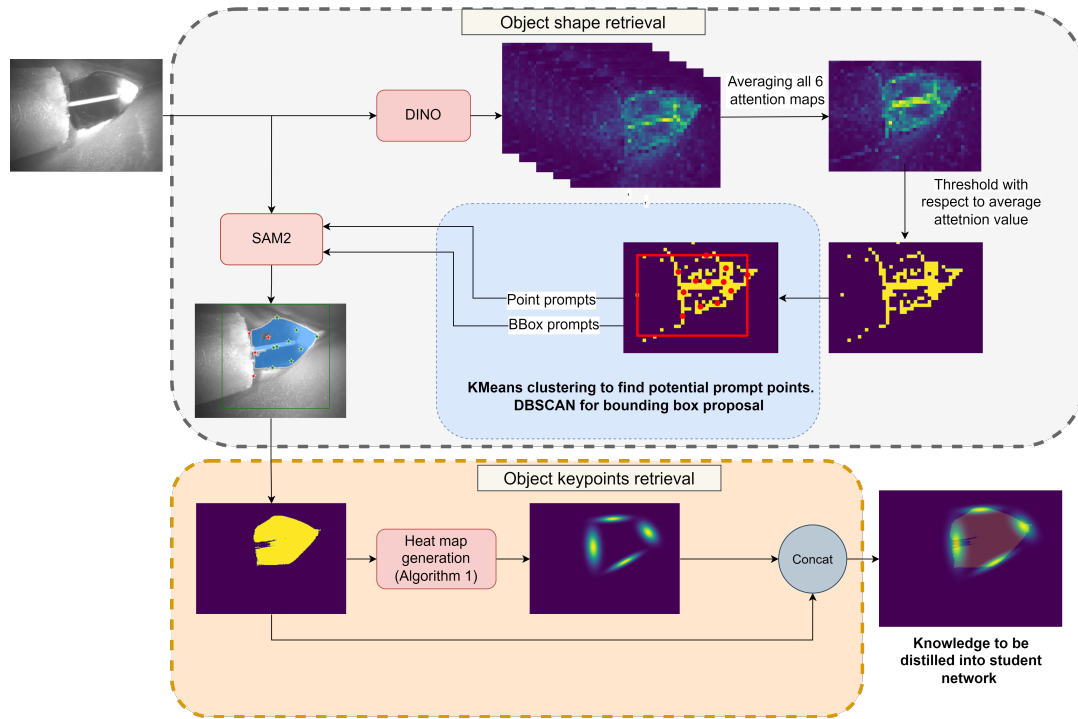 Object shape retrieval
DINO
Averaging all 6
attention maps
Threshold with
respect to average
attetnion value
SAM2
Point prompts
BBox prompts
KMeans clustering to find potential prompt points.
DBSCAN for bounding box proposal
Object keypoints retrieval
Heat map
generation
(Algorithm 1)
Concat
Knowledge to be
distilled into student
network